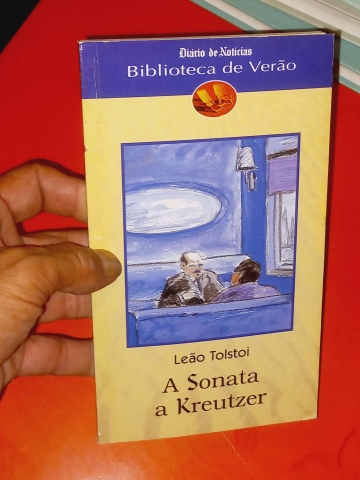 Diário de Notícias
Biblioteca de Verão
Leão Tolstoi
A Sonata
a Kreutzer